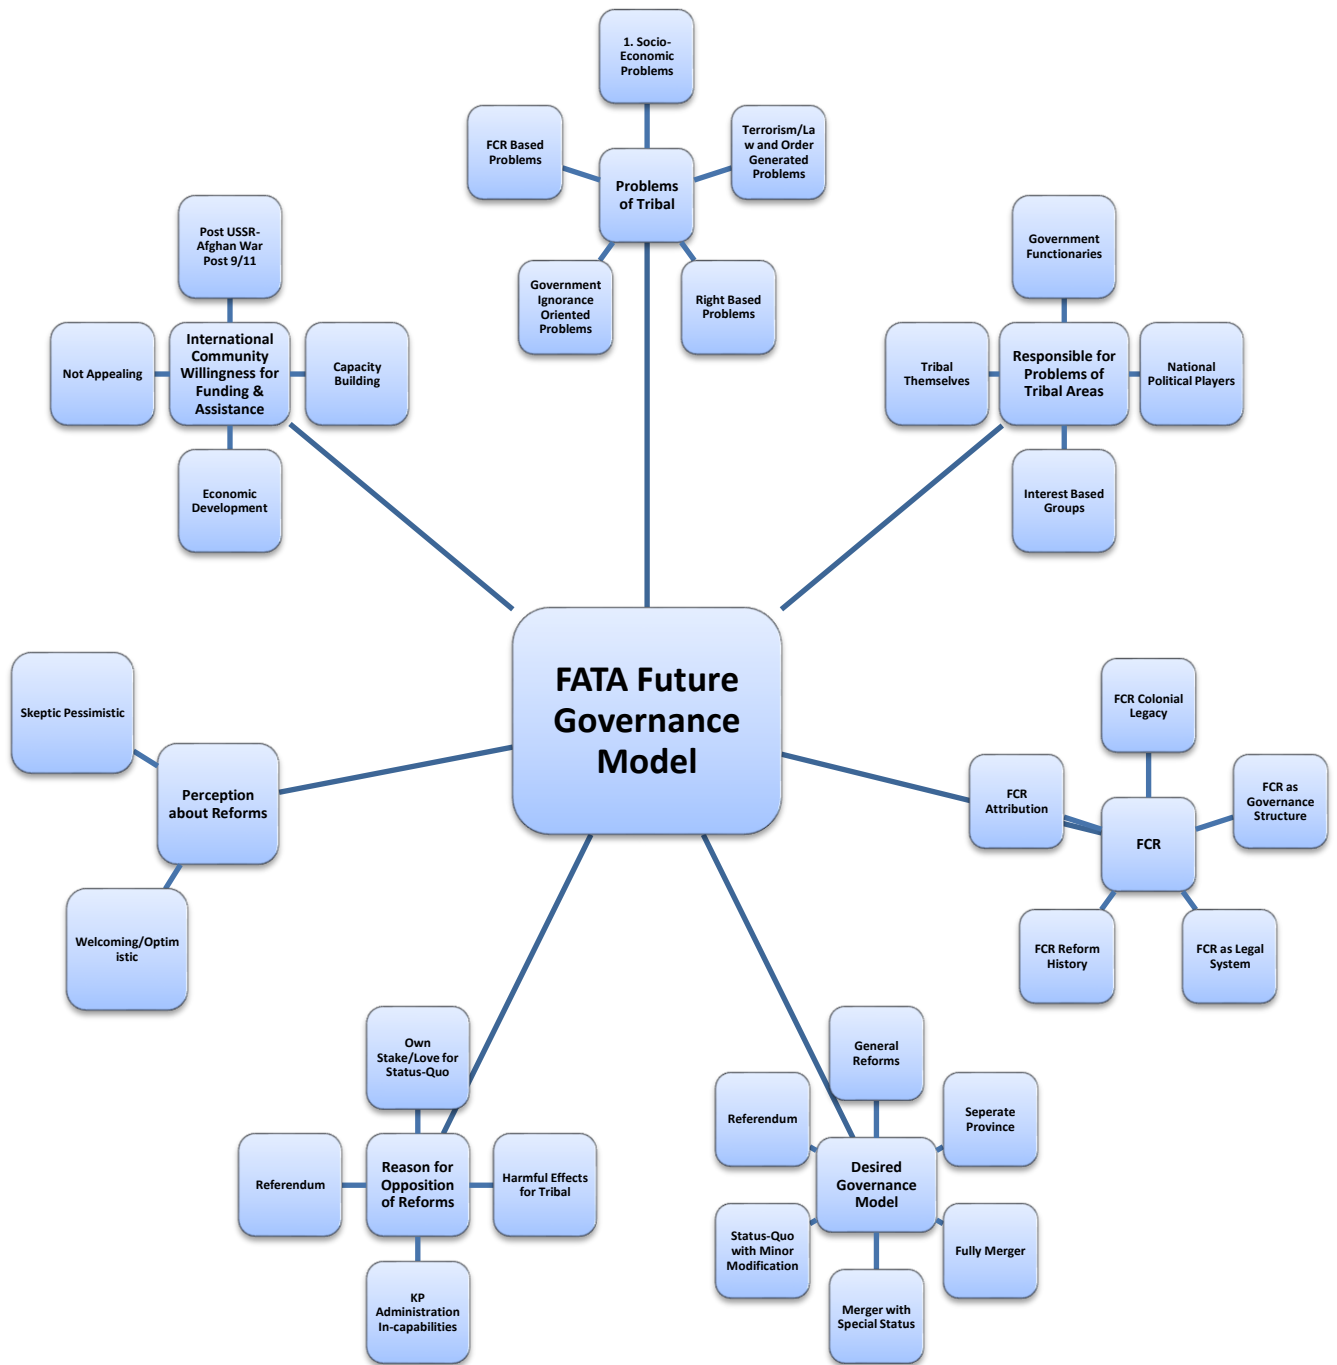 1. Socio-
Economic
Problems
FCR Based
Problems
Terrorism/La
w and Order
Generated
Problems
Problems
of Tribal
Government
Ignorance
Oriented
Problems
Right Based
Problems
Post USSR-
Afghan War
Post 9/11
Not Appealing
International
Community
Willingness for
Funding &
Assistance
Capacity
Building
Economic
Development
Government
Functionaries
Tribal
Themselves
Responsible for
Problems of
Tribal Areas
National
Political Players
Interest Based
Groups
FATA Future
Governance
Model
Skeptic Pessimistic
Perception
about Reforms
Welcoming/Optim
istic
FCR Colonial
Legacy
FCR
Attribution
FCR as
Governance
Structure
FCR
FCR Reform
History
FCR as Legal
System
Own
Stake/Love for
Status-Quo
Referendum
Reason for
Opposition
of Reforms
Harmful Effects
for Tribal
KP
Administration
In-capabilities
General
Reforms
Referendum
Seperate
Province
Desired
Governance
Model
Status-Quo
with Minor
Modification
Fully Merger
Merger with
Special Status